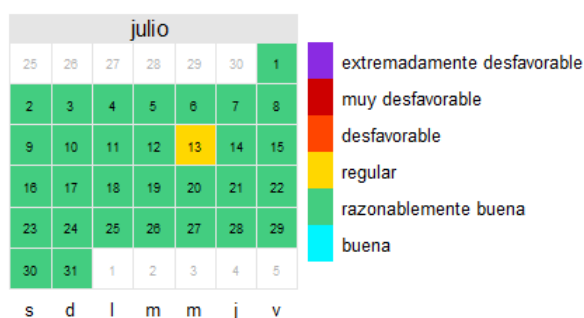 julio
25 26 27 28 29 30 1
2 3 4 5 6 7 8
9 10 11 12 13 14 15
16 17 18 19 20 21 22
23 24 25 26 27 28 29
30 31 1 2 3 4 5
s d l m m j v
extremadamente desfavorable
muy desfavorable
desfavorable
regular
razonablemente buena
buena